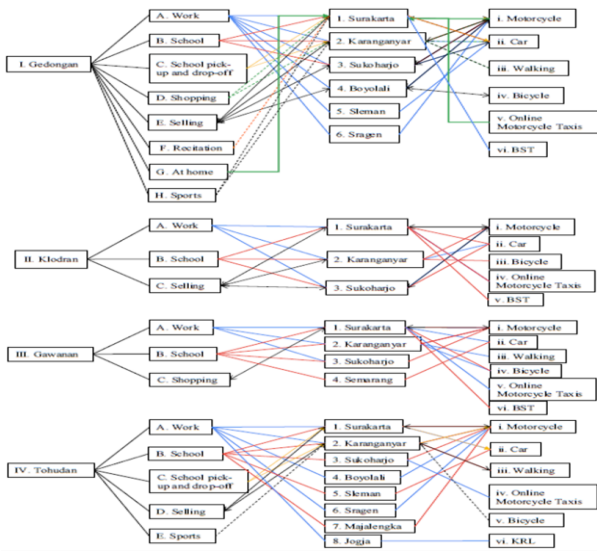 I. Gedongan
A. Work
B. School
C. School pick-
up and drop-off
D. Shopping
E. Selling
F. Recitation
G. At home
H. Sports
1. Surakarta
2. Karanganyar
3. Sukoharjo
4. Boyolali
5. Sleman
6. Sragen
i. Motorcycle
ii. Car
iii. Walking
iv. Bicycle
v. Online
Motorcycle Taxis
vi. BST
II. Klodran
A. Work
B. School
C. Selling
1. Surakarta
2. Karanganyar
3. Sukoharjo
i. Motorcycle
ii. Car
iii. Bicycle
iv. Online
Motorcycle Taxis
v. BST
III. Gawanan
A. Work
B. School
C. Shopping
1. Surakarta
2. Karanganyar
3. Sukoharjo
4. Semarang
i. Motorcycle
ii. Car
iii. Walking
iv. Bicycle
v. Online
Motorcycle Taxis
vi. BST
IV. Tohudan
A. Work
B. School
C. School pick-
up and drop-off
D. Selling
E. Sports
1. Surakarta
2. Karanganyar
3. Sukoharjo
4. Boyolali
5. Sleman
6. Sragen
7. Majalengka
8. Jogja
i. Motorcycle
ii. Car
iii. Walking
iv. Online
Motorcycle Taxis
v. Bicycle
vi. KRL